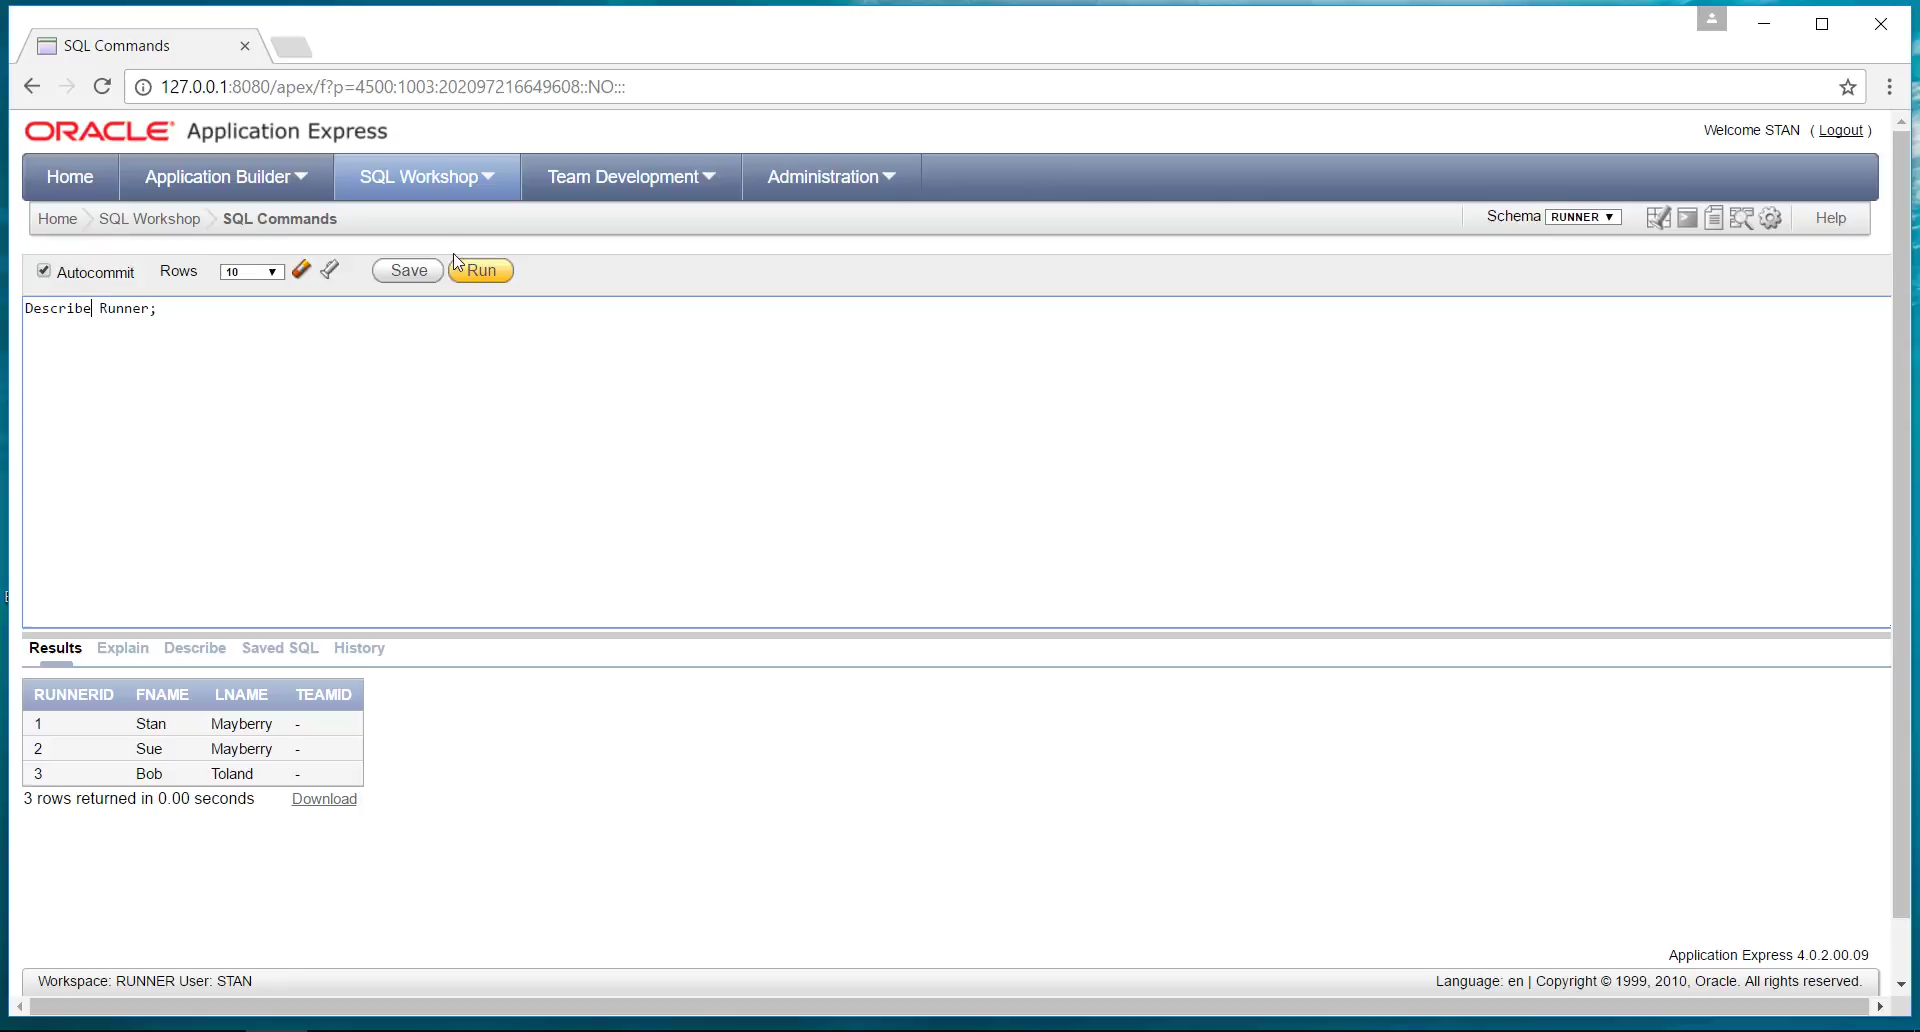 SQL Commands
127.0.0.1:8080/apex/f?p=4500:1003:202097216649608::NO:::
ORACLE Application Express
Welcome STAN ( Logout )
Home Application Builder SQL Workshop Team Development Administration
Home SQL Workshop SQL Commands Schema RUNNER Help
Autocommit Rows 10 Save Run
Describe Runner;
Results Explain Describe Saved SQL History
RUNNERID FNAME LNAME TEAMID
1 Stan Mayberry -
2 Sue Mayberry -
3 Bob Toland -
3 rows returned in 0.00 seconds Download
Application Express 4.0.2.00.09
Workspace: RUNNER User: STAN Language: en | Copyright © 1999, 2010, Oracle. All rights reserved.